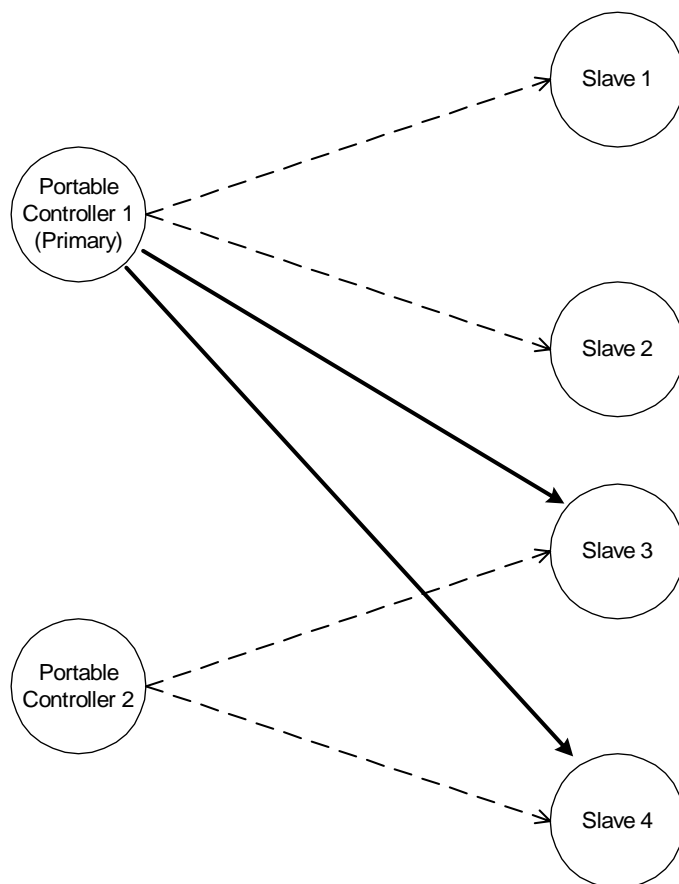 Slave 1
Portable
Controller 1
(Primary)
Slave 2
Slave 3
Portable
Controller 2
Slave 4